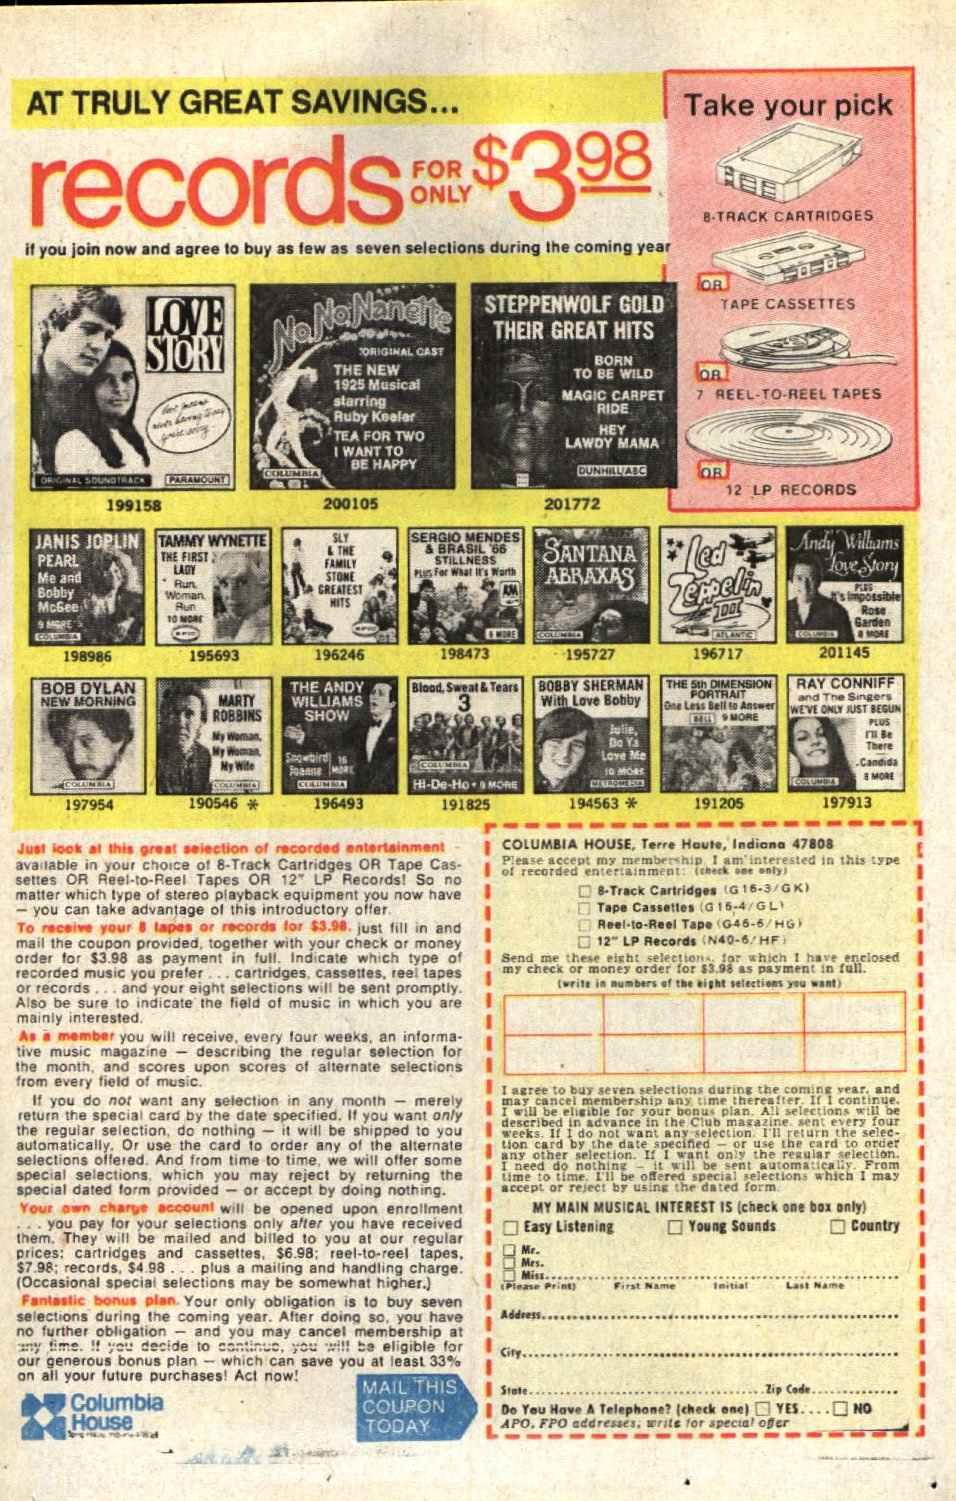 AT TRULY GREAT SAVINGS...
records FOR ONLY $3.98
if you join now and agree to buy as few as seven selections during the coming year
Take your pick
8-TRACK CARTRIDGES
OR
TAPE CASSETTES
OR
7 REEL-TO-REEL TAPES
OR
12" LP RECORDS
LOVE
STORY
ORIGINAL SOUNDTRACK
PARAMOUNT
199158
No, No, Nanette
ORIGINAL CAST
THE NEW
1925 Musical
starring
Ruby Keeler
TEA FOR TWO
I WANT TO
BE HAPPY
COLUMBIA
200105
STEPPENWOLF GOLD
THEIR GREAT HITS
BORN
TO BE WILD
MAGIC CARPET
RIDE
HEY
LAWDY MAMA
DUNHILL/ABC
201772
JANIS JOPLIN
PEARL
Me and
Bobby
McGee
9 MORE
COLUMBIA
198986
TAMMY WYNETTE
THE FIRST
LADY
Run,
Woman,
Run
10 MORE
EPIC
195693
SLY
& THE
FAMILY
STONE
GREATEST
HITS
EPIC
196246
SERGIO MENDES
& BRASIL '66
STILLNESS
PLUS For What It's Worth
A&M
9 MORE
198473
SANTANA
ABRAXAS
COLUMBIA
195727
Led
Zeppelin
III
ATLANTIC
196717
Andy Williams
Love Story
PLUS
It's Impossible
Rose
Garden
8 MORE
COLUMBIA
201145
BOB DYLAN
NEW MORNING
COLUMBIA
197954
MARTY
ROBBINS
My Woman,
My Woman,
My Wife
COLUMBIA
190546 *
THE ANDY
WILLIAMS
SHOW
Snowbird
Joanne
16 MORE
COLUMBIA
196493
Blood, Sweat & Tears
3
COLUMBIA
Hi-De-Ho • 9 MORE
191825
BOBBY SHERMAN
With Love Bobby
Julie,
Do Ya
Love Me
10 MORE
METROMEDIA
194563 *
THE 5th DIMENSION
PORTRAIT
One Less Bell to Answer
BELL 9 MORE
191205
RAY CONNIFF
and The Singers
WE'VE ONLY JUST BEGUN
PLUS
I'll Be
There
Candida
8 MORE
COLUMBIA
197913
Just look at this great selection of recorded entertainment –
available in your choice of 8-Track Cartridges OR Tape Cas-
settes OR Reel-to-Reel Tapes OR 12" LP Records! So no
matter which type of stereo playback equipment you now have
— you can take advantage of this introductory offer.
To receive your 8 tapes or records for $3.98, just fill in and
mail the coupon provided, together with your check or money
order for $3.98 as payment in full. Indicate which type of
recorded music you prefer . . . cartridges, cassettes, reel tapes
or records . . . and your eight selections will be sent promptly.
Also be sure to indicate the field of music in which you are
mainly interested.
As a member you will receive, every four weeks, an informa-
tive music magazine — describing the regular selection for
the month, and scores upon scores of alternate selections
from every field of music.
If you do not want any selection in any month — merely
return the special card by the date specified. If you want only
the regular selection, do nothing — it will be shipped to you
automatically. Or use the card to order any of the alternate
selections offered. And from time to time, we will offer some
special selections, which you may reject by returning the
special dated form provided — or accept by doing nothing.
Your own charge account will be opened upon enrollment
. . . you pay for your selections only after you have received
them. They will be mailed and billed to you at our regular
prices: cartridges and cassettes, $6.98; reel-to-reel tapes,
$7.98; records, $4.98 . . . plus a mailing and handling charge.
(Occasional special selections may be somewhat higher.)
Fantastic bonus plan. Your only obligation is to buy seven
selections during the coming year. After doing so, you have
no further obligation — and you may cancel membership at
any time. If you decide to continue, you will be eligible for
our generous bonus plan — which can save you at least 33%
on all your future purchases! Act now!
Columbia
House
Terre Haute, Indiana 47808
MAIL THIS
COUPON
TODAY
COLUMBIA HOUSE, Terre Haute, Indiana 47808
Please accept my membership. I am interested in this type
of recorded entertainment: (check one only)
8-Track Cartridges (G16-3/GK)
Tape Cassettes (G16-4/GL)
Reel-to-Reel Tape (G46-5/HG)
12" LP Records (N40-6/HF)
Send me these eight selections, for which I have enclosed
my check or money order for $3.98 as payment in full.
(write in numbers of the eight selections you want)
I agree to buy seven selections during the coming year, and
may cancel membership any time thereafter. If I continue,
I will be eligible for your bonus plan. All selections will be
described in advance in the Club magazine, sent every four
weeks. If I do not want any selection, I'll return the selec-
tion card by the date specified — or use the card to order
any other selection. If I want only the regular selection,
I need do nothing — it will be sent automatically. From
time to time, I'll be offered special selections which I may
accept or reject by using the dated form.
MY MAIN MUSICAL INTEREST IS (check one box only)
Easy Listening Young Sounds Country
Mr.
Mrs.
Miss
(Please Print) First Name Initial Last Name
Address
City
State Zip Code
Do You Have A Telephone? (check one) YES.... NO
APO, FPO addresses, write for special offer